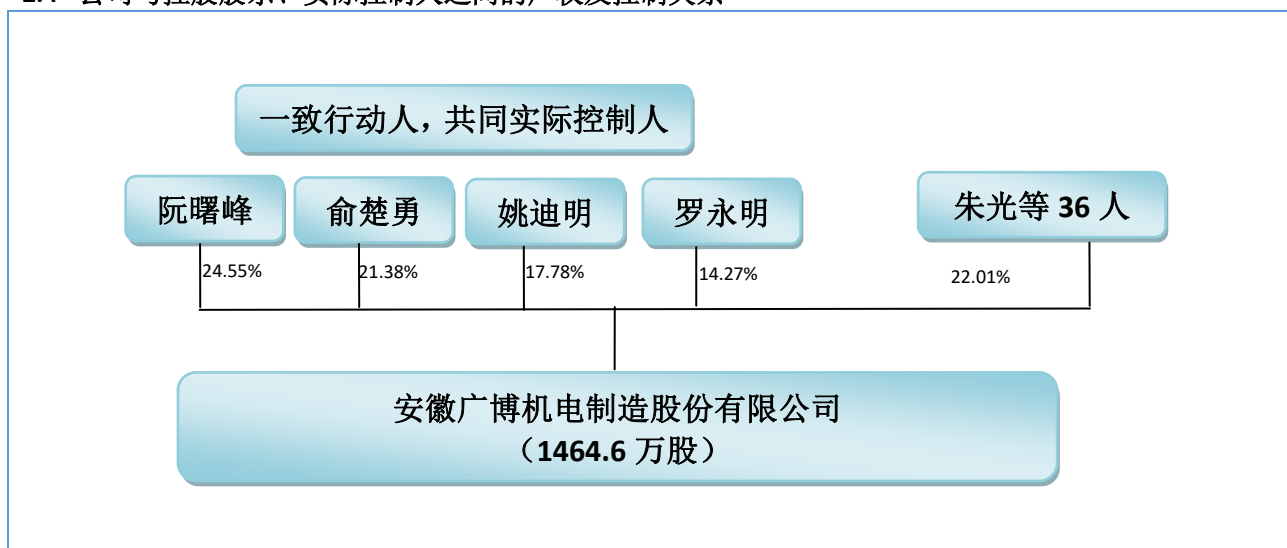 一致行动人，共同实际控制人
阮曙峰
俞楚勇
姚迪明
罗永明
朱光等 36 人
24.55%
21.38%
17.78%
14.27%
22.01%
安徽广博机电制造股份有限公司
（1464.6 万股）